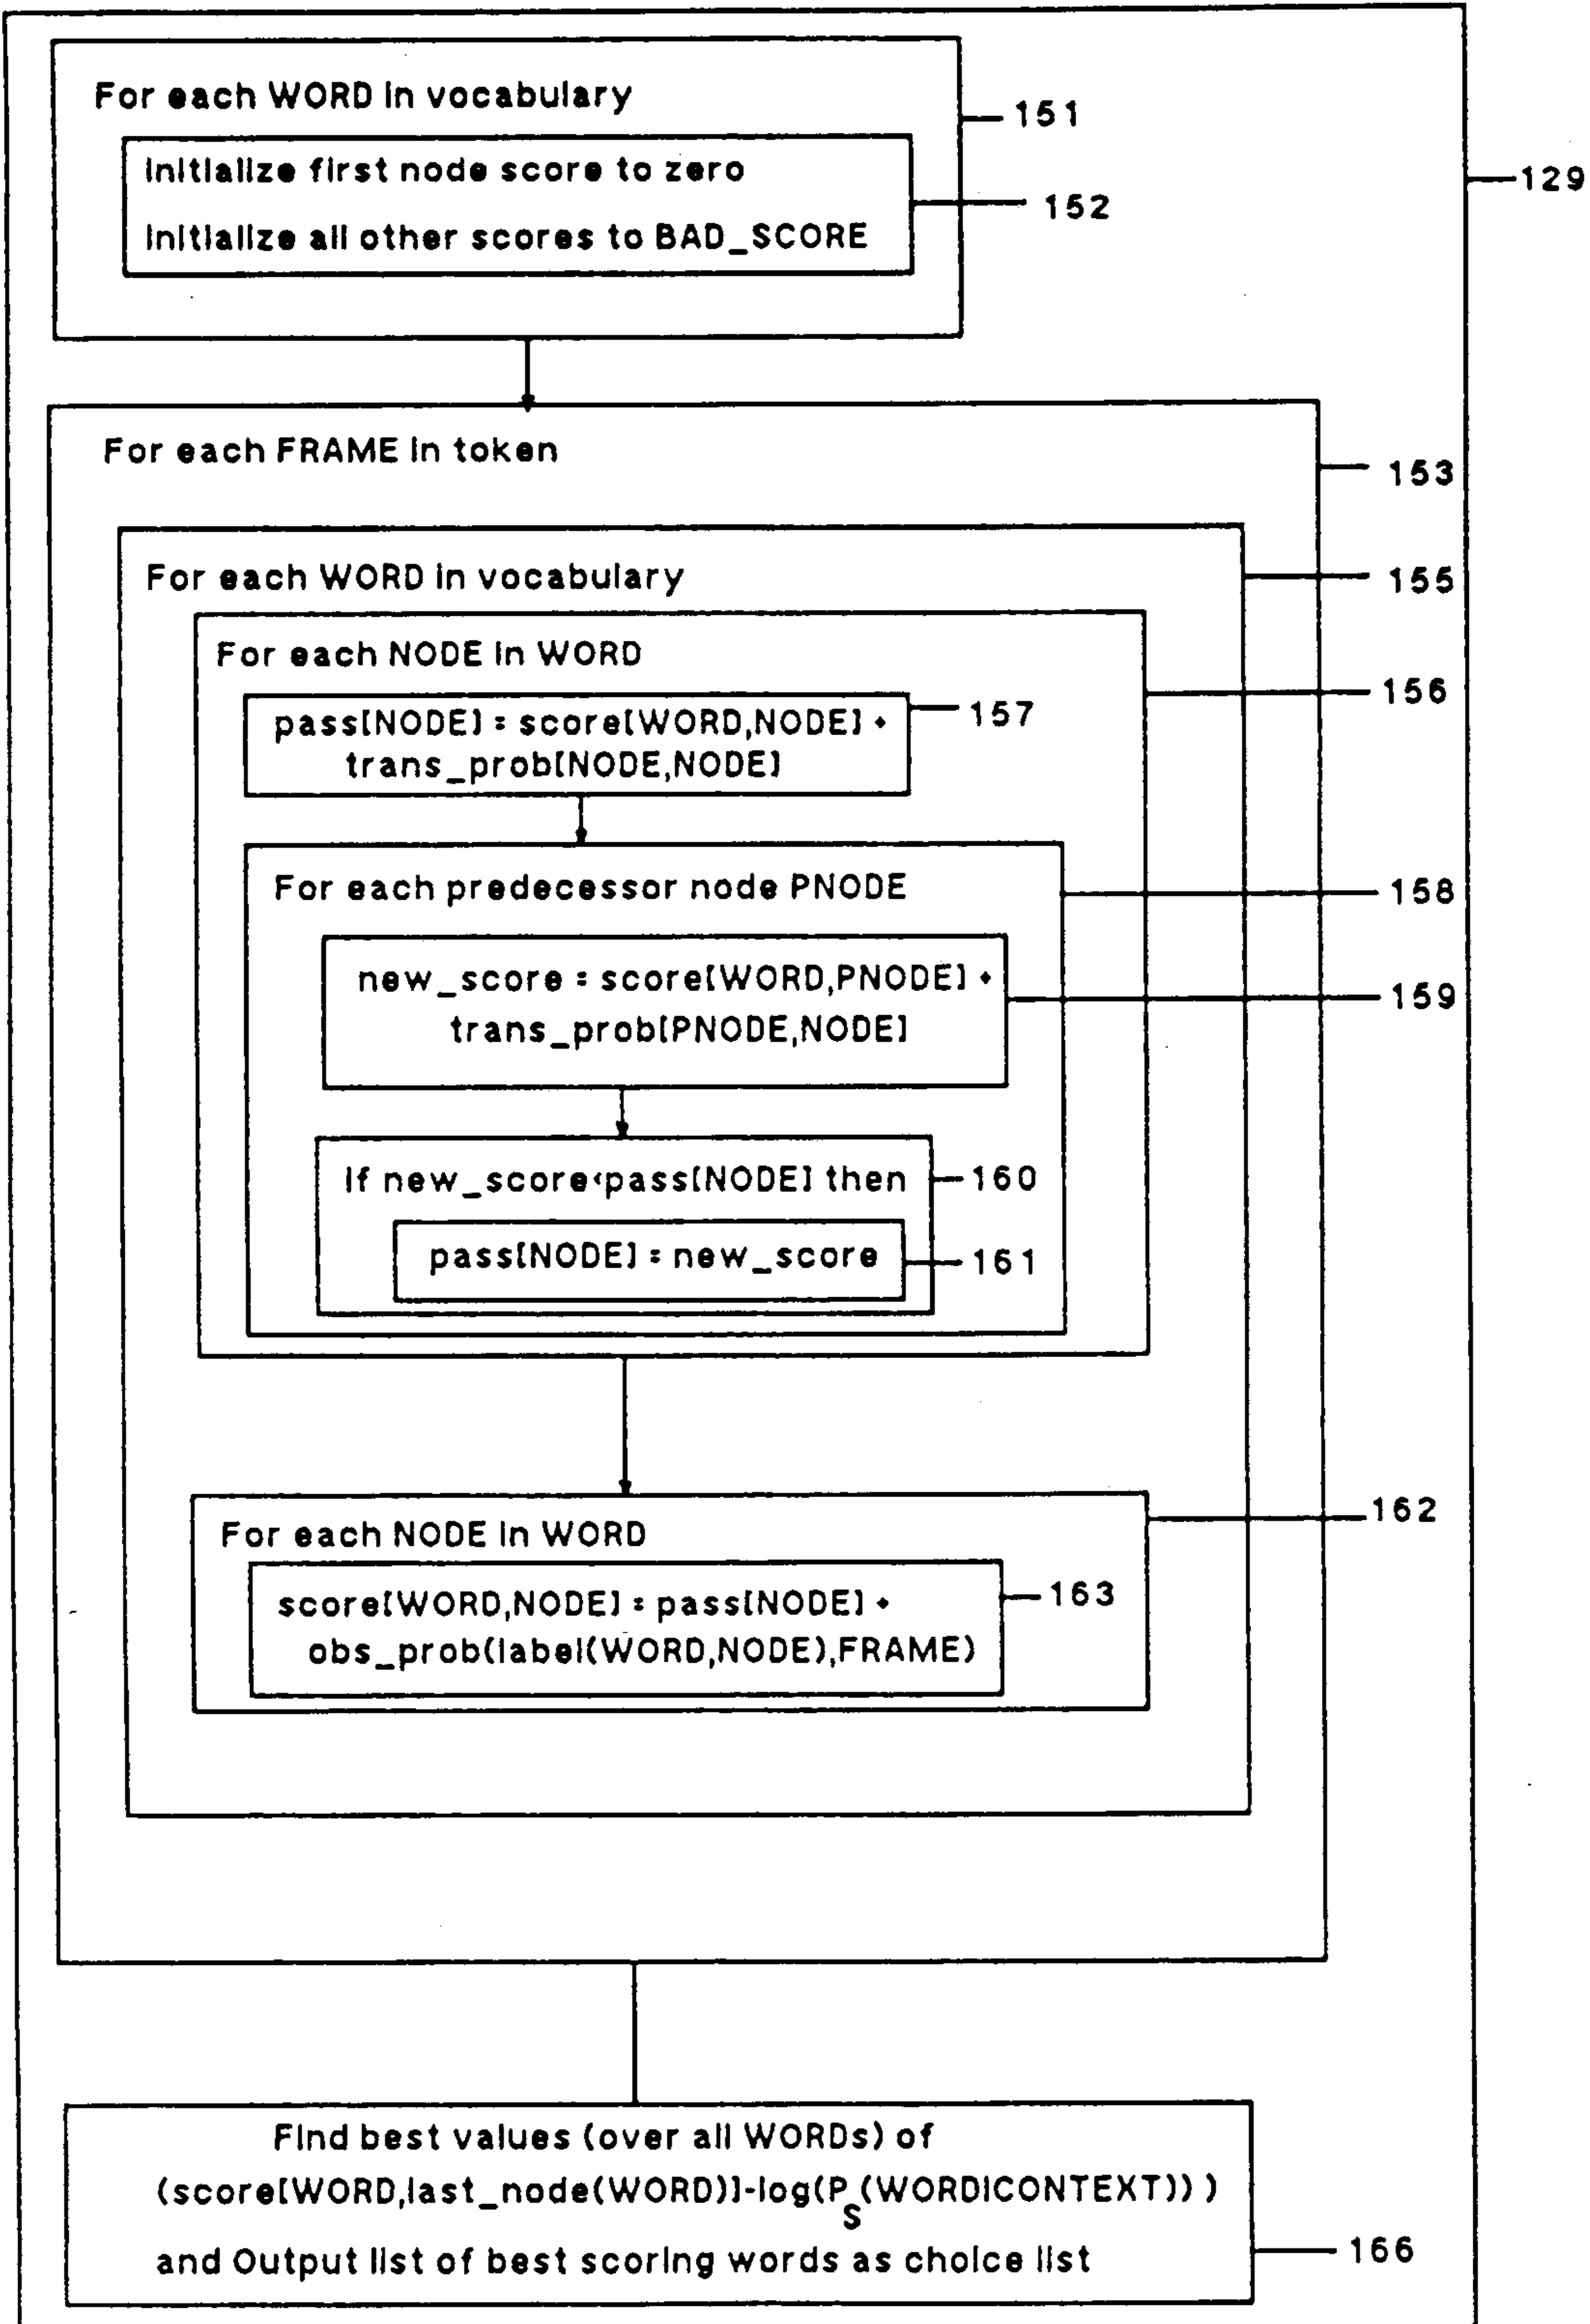 For each WORD in vocabulary
151
Initialize first node score to zero
129
152
Initialize all other scores to BAD_SCORE
For each FRAME in token
153
For each WORD in vocabulary
155
For each NODE in WORD
156
pass[NODE] = score[WORD,NODE] +
157
trans_prob[NODE,NODE]
For each predecessor node PNODE
158
new_score = score[WORD,PNODE] +
159
trans_prob[PNODE,NODE]
If new_score<pass[NODE] then
160
pass[NODE] = new_score
161
162
For each NODE in WORD
score[WORD,NODE] = pass[NODE] +
163
obs_prob(label(WORD,NODE),FRAME)
Find best values (over all WORDs) of
(score[WORD,last_node(WORD)]-log(P_S(WORD|CONTEXT)))
and Output list of best scoring words as choice list
166